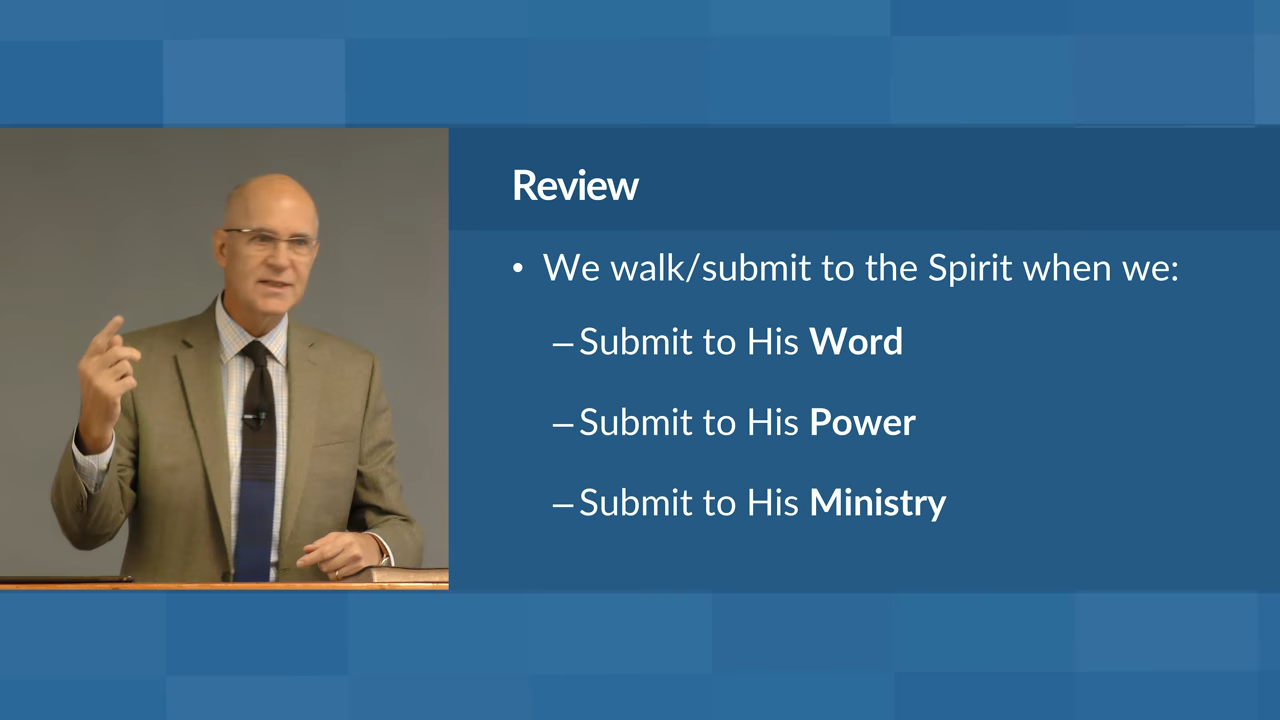 Review
• We walk/submit to the Spirit when we:
– Submit to His Word
– Submit to His Power
– Submit to His Ministry